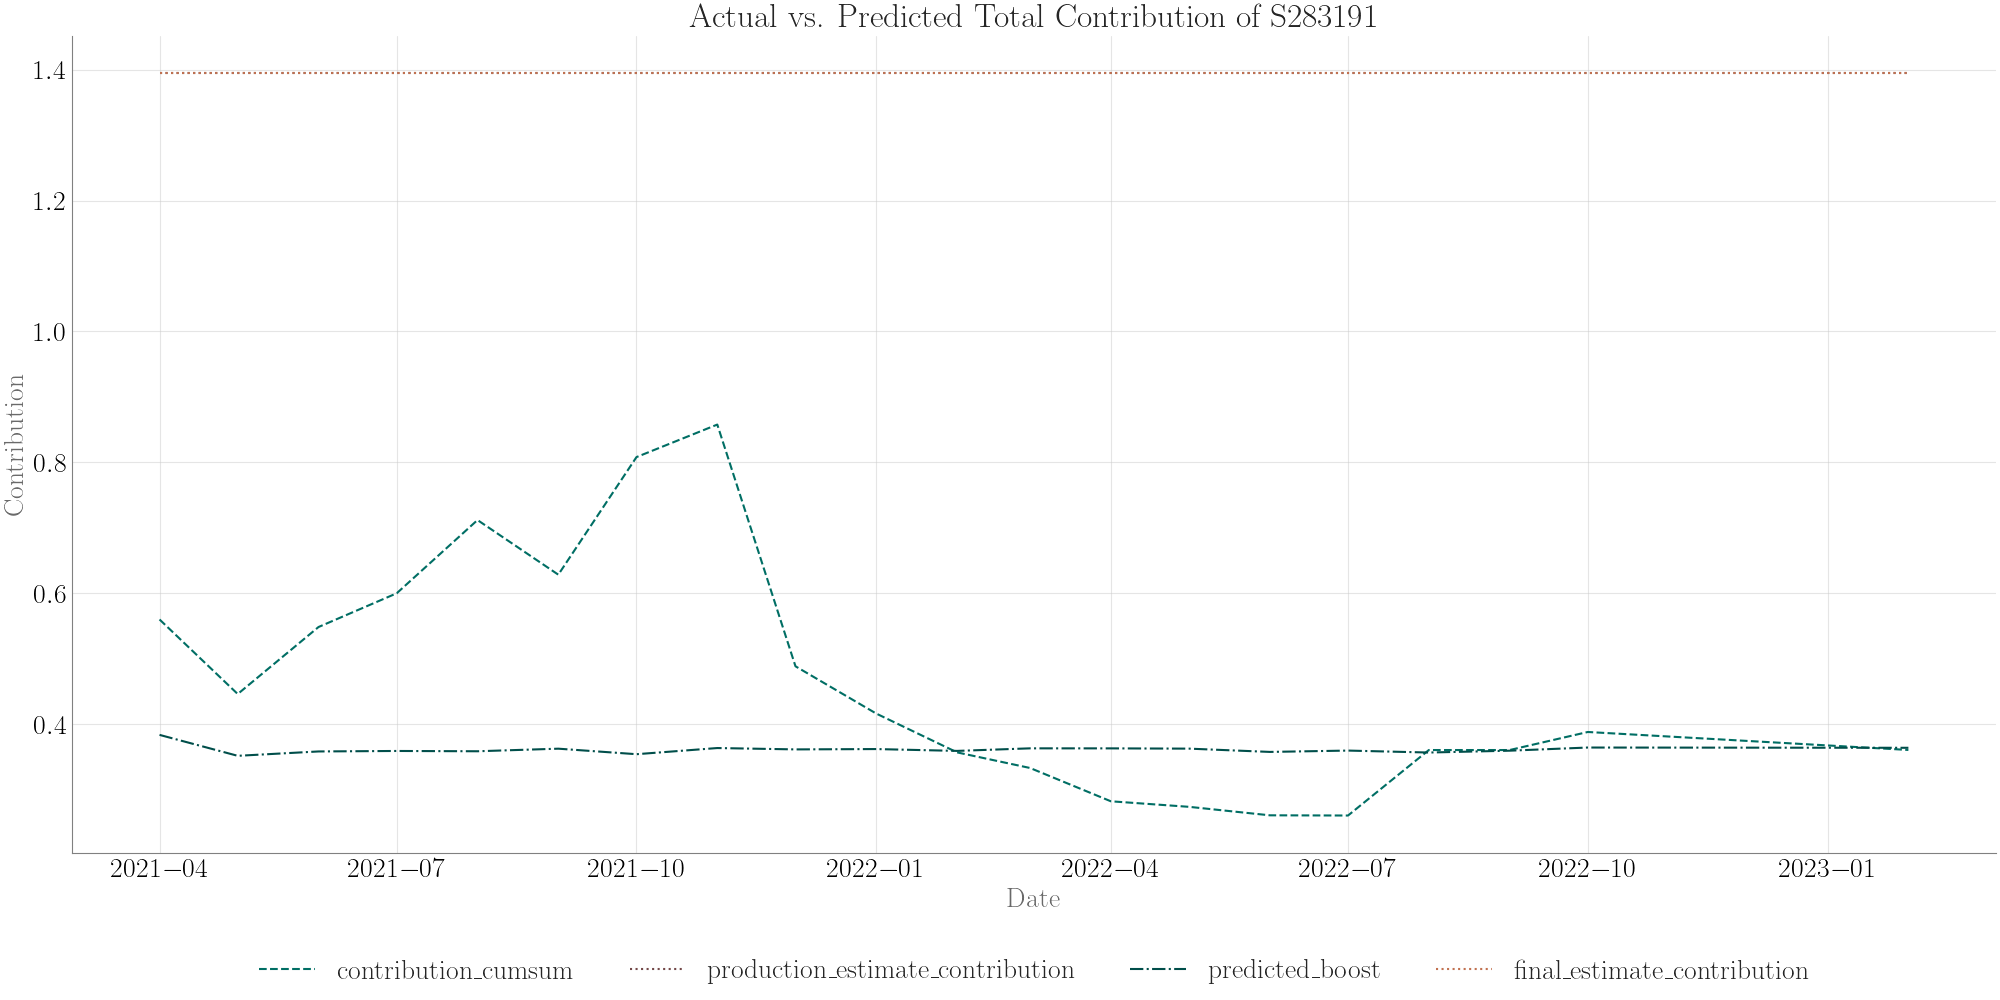 Actual vs. Predicted Total Contribution of S283191
1.4
1.2
1.0
0.8
0.6
0.4
Contribution
2021−04 2021−07 2021−10 2022−01 2022−04 2022−07 2022−10 2023−01
Date
contribution_cumsum production_estimate_contribution predicted_boost final_estimate_contribution